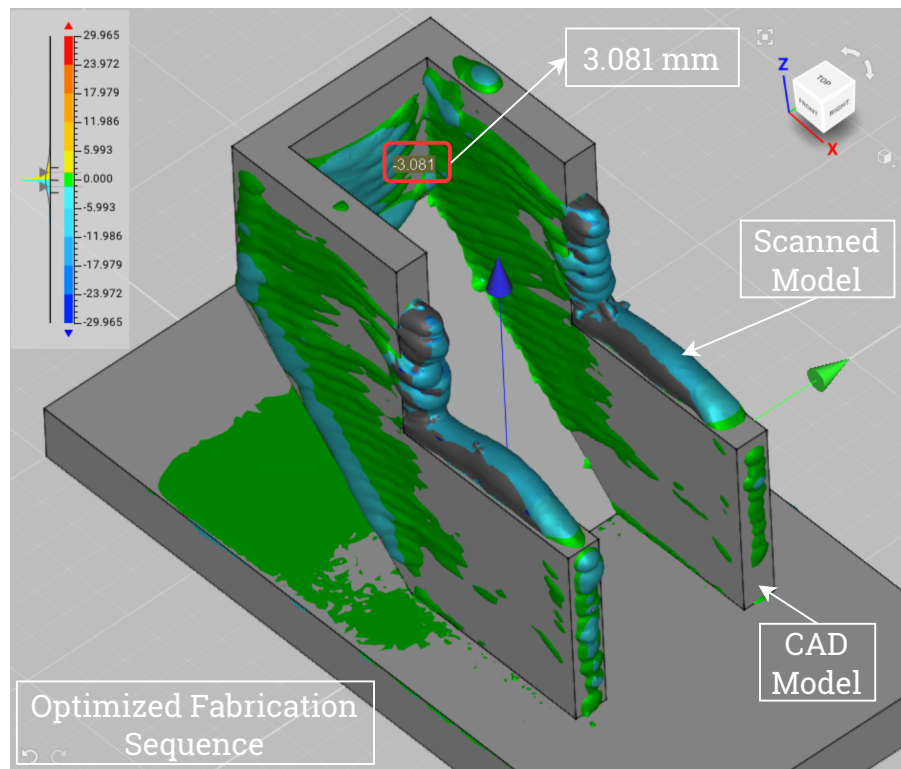 29.965
23.972
17.979
11.986
5.993
0.000
-5.993
-11.986
-17.979
-23.972
-29.965
-3.081
3.081 mm
Z
TOP
FRONT
RIGHT
X
Scanned
Model
CAD
Model
Optimized Fabrication
Sequence